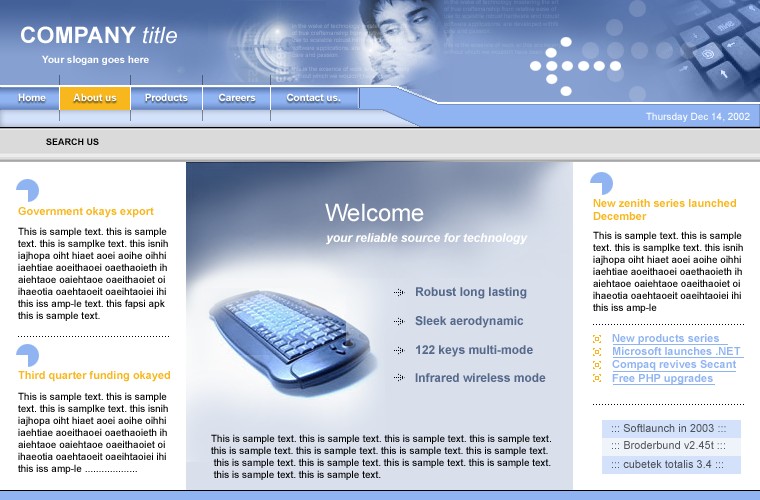 COMPANY title
Your slogan goes here
Home
About us
Products
Careers
Contact us.
Thursday Dec 14, 2002
SEARCH US
Government okays export
This is sample text. this is sample
text. this is samplke text. this isnih
iajhopa oiht hiaet aoei aoihe oihhi
iaehtiae aoeithaoei oaethaoieth ih
aiehtaoe oaiehtaoe oaeithaoiet oi
ihaeotia oaehtaoeit oaeihtaoiei ihi
this iss amp-le text. this fapsi apk
this is sample text.
Third quarter funding okayed
This is sample text. this is sample
text. this is samplke text. this isnih
iajhopa oiht hiaet aoei aoihe oihhi
iaehtiae aoeithaoei oaethaoieth ih
aiehtaoe oaiehtaoe oaeithaoiet oi
ihaeotia oaehtaoeit oaeihtaoiei ihi
this iss amp-le ...................
Welcome
your reliable source for technology
Robust long lasting
Sleek aerodynamic
122 keys multi-mode
Infrared wireless mode
This is sample text. this is sample text. this is sample text. this is sample text.
this is sample text. this is sample text. this is sample text. this is sample text.
this is sample text. this is sample text. this is sample text. this is sample text.
this is sample text. this is sample text.
New zenith series launched
December
This is sample text. this is sample
text. this is samplke text. this isnih
iajhopa oiht hiaet aoei aoihe oihhi
iaehtiae aoeithaoei oaethaoieth ih
aiehtaoe oaiehtaoe oaeithaoiet oi
ihaeotia oaehtaoeit oaeihtaoiei ihi
this iss amp-le
New products series
Microsoft launches .NET
Compaq revives Secant
Free PHP upgrades
::: Softlaunch in 2003 :::
::: Broderbund v2.45t :::
::: cubetek totalis 3.4 :::